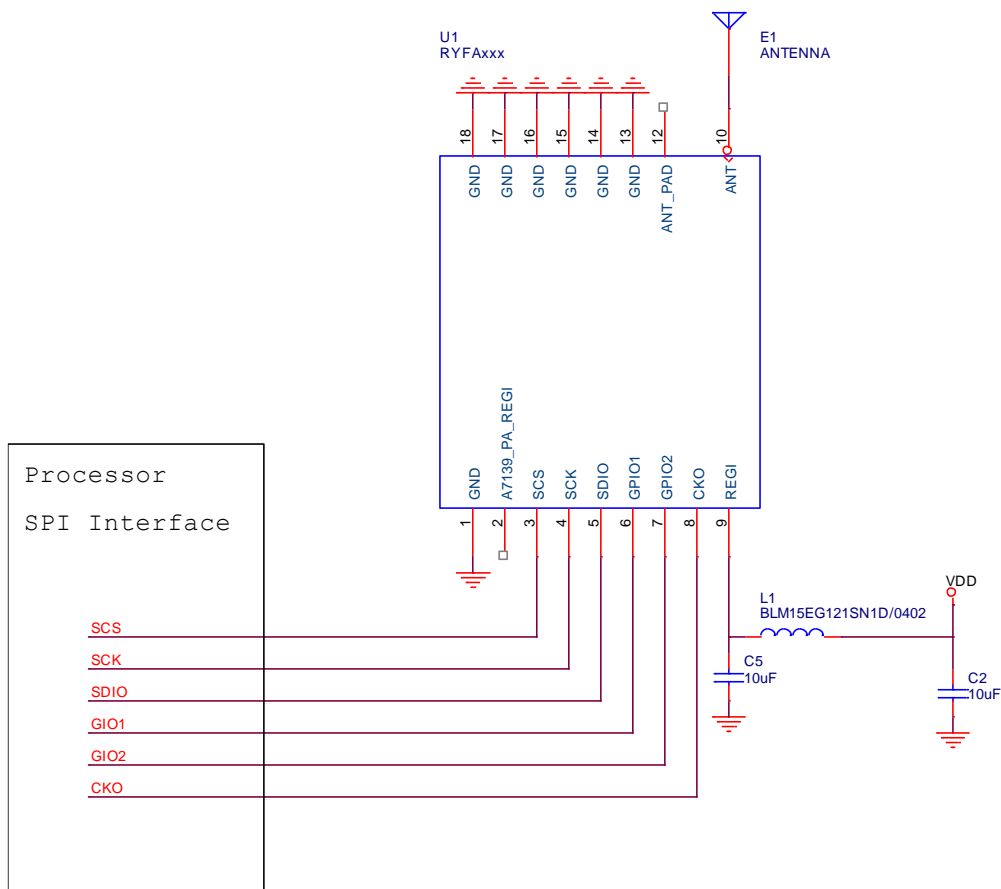 U1
RYFAxxx
E1
ANTENNA
18
17
16
15
14
13
12
10
GND
GND
GND
GND
GND
GND
ANT_PAD
ANT
GND
A7139_PA_REGI
SCS
SCK
SDIO
GPIO1
GPIO2
CKO
REGI
1
2
3
4
5
6
7
8
9
Processor
SPI Interface
VDD
L1
BLM15EG121SN1D/0402
SCS
SCK
SDIO
GIO1
GIO2
CKO
C5
10uF
C2
10uF